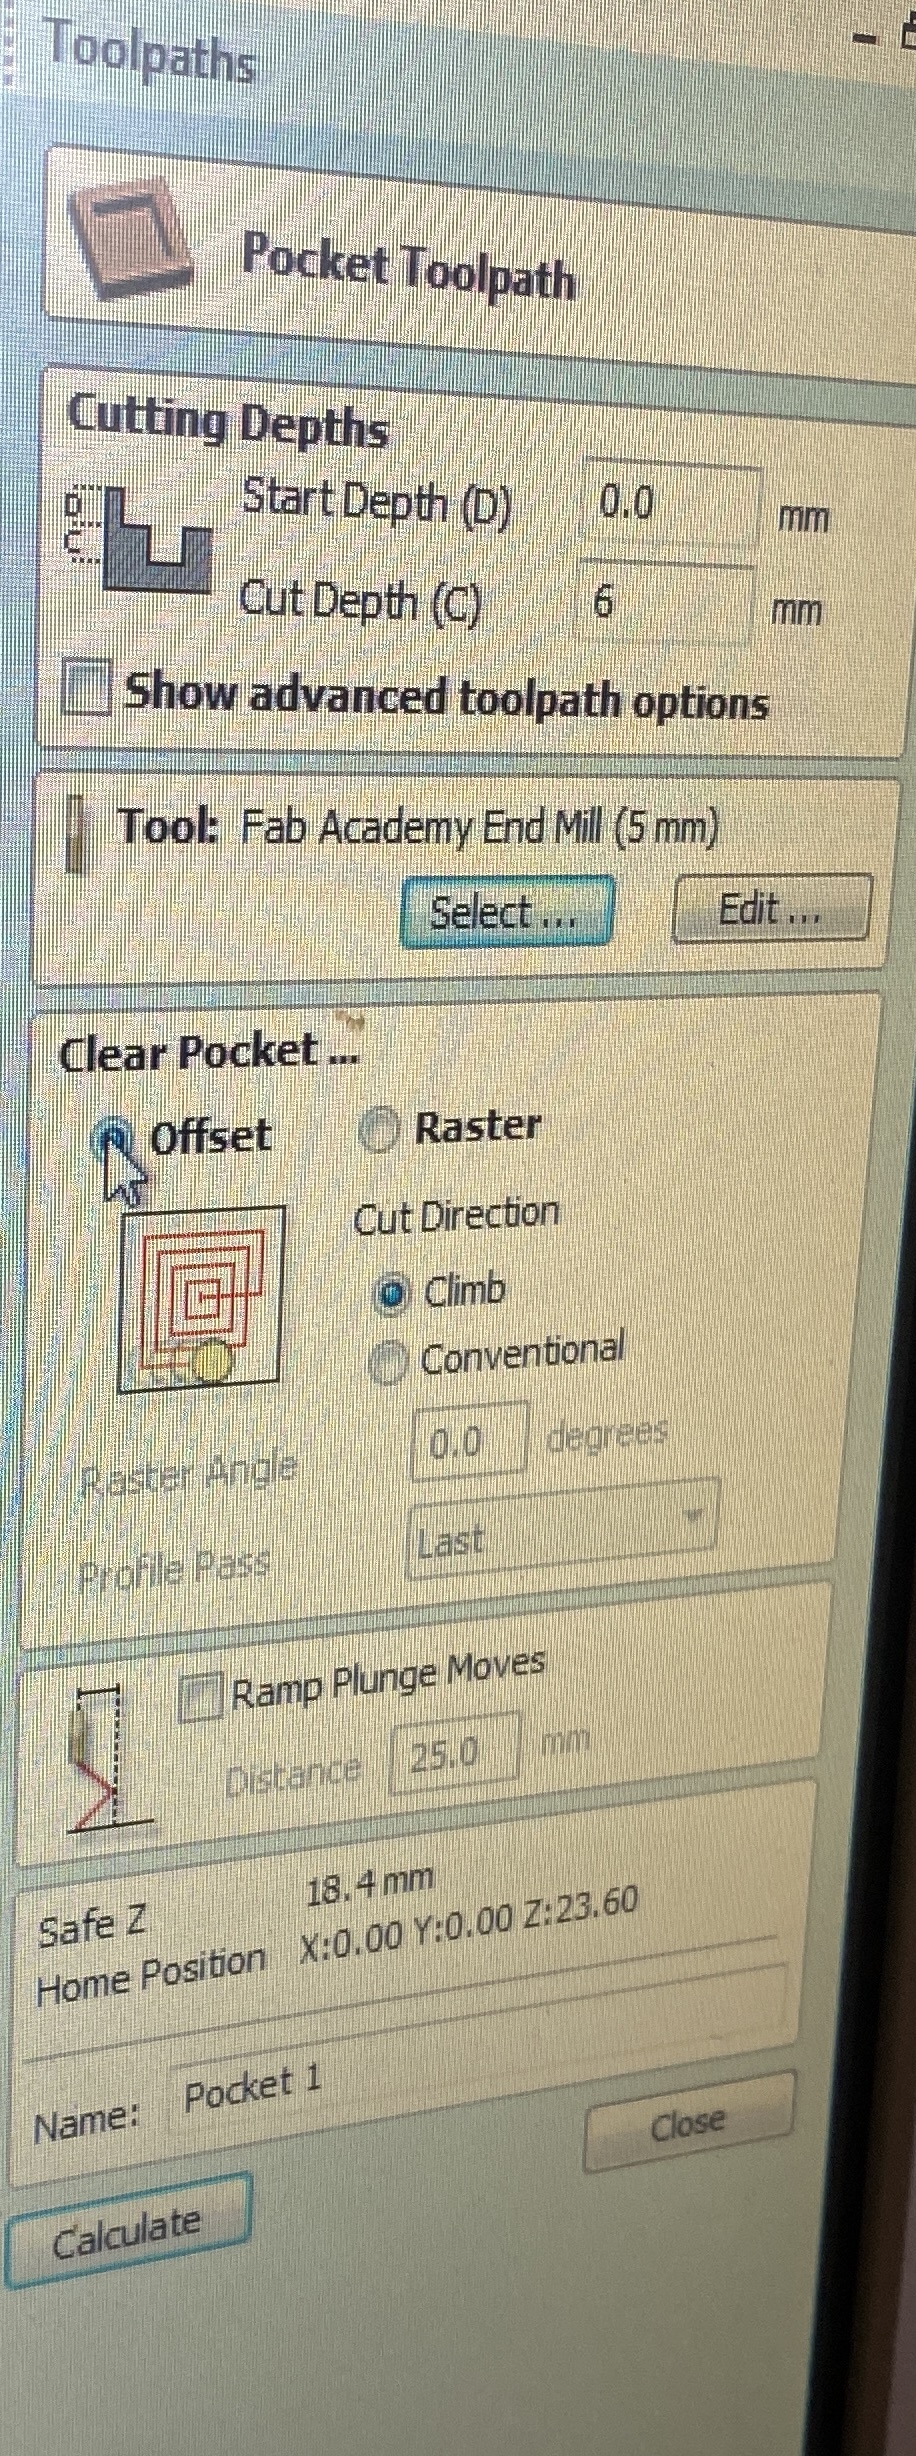 Toolpaths
Pocket Toolpath
Cutting Depths
D
C
Start Depth (D) 0.0 mm
Cut Depth (C) 6 mm
Show advanced toolpath options
Tool: Fab Academy End Mill (5 mm)
Select ... Edit ...
Clear Pocket ...
Offset Raster
Cut Direction
Climb
Conventional
Raster Angle 0.0 degrees
Profile Pass Last
Ramp Plunge Moves
Distance 25.0 mm
Safe Z 18.4 mm
Home Position X:0.00 Y:0.00 Z:23.60
Name: Pocket 1
Calculate Close